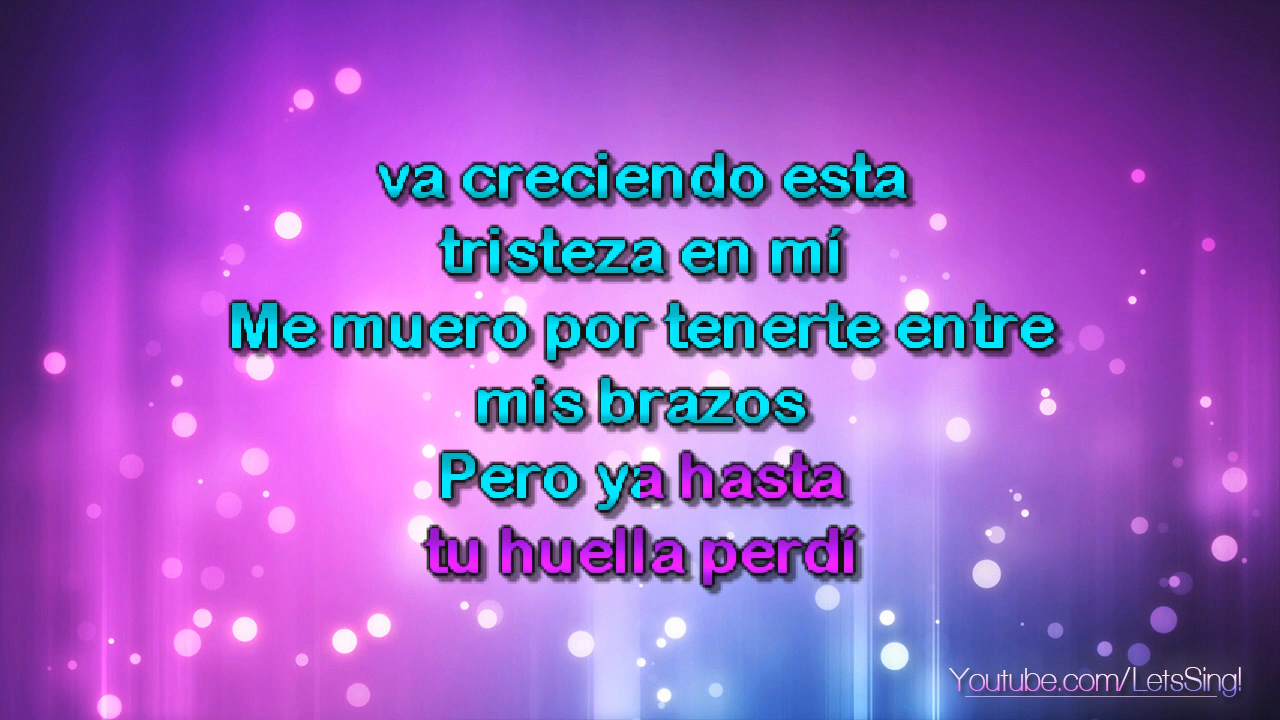 va creciendo esta
tristeza en mí
Me muero por tenerte entre
mis brazos
Pero ya hasta
tu huella perdí
Youtube.com/LetsSing!